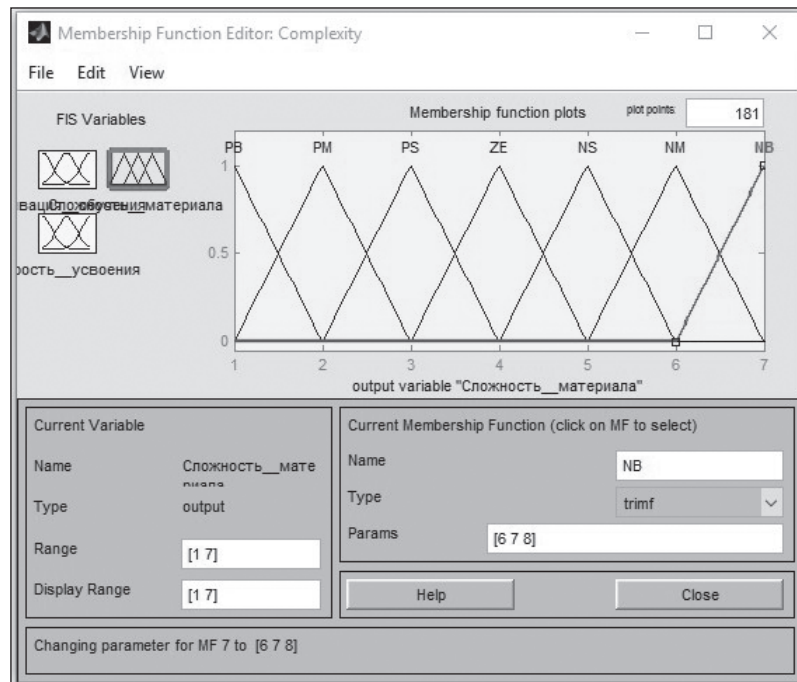 Membership Function Editor: Complexity
File Edit View
FIS Variables
Membership function plots
plot points:
181
PB PM PS ZE NS NM NB
1
0.5
0
1 2 3 4 5 6 7
output variable "Сложность__материала"
усвоения
Current Variable
Name
Сложность__мате
Type
output
Range
[1 7]
Display Range
[1 7]
Current Membership Function (click on MF to select)
Name
NB
Type
trimf
Params
[6 7 8]
Help
Close
Changing parameter for MF 7 to [6 7 8]